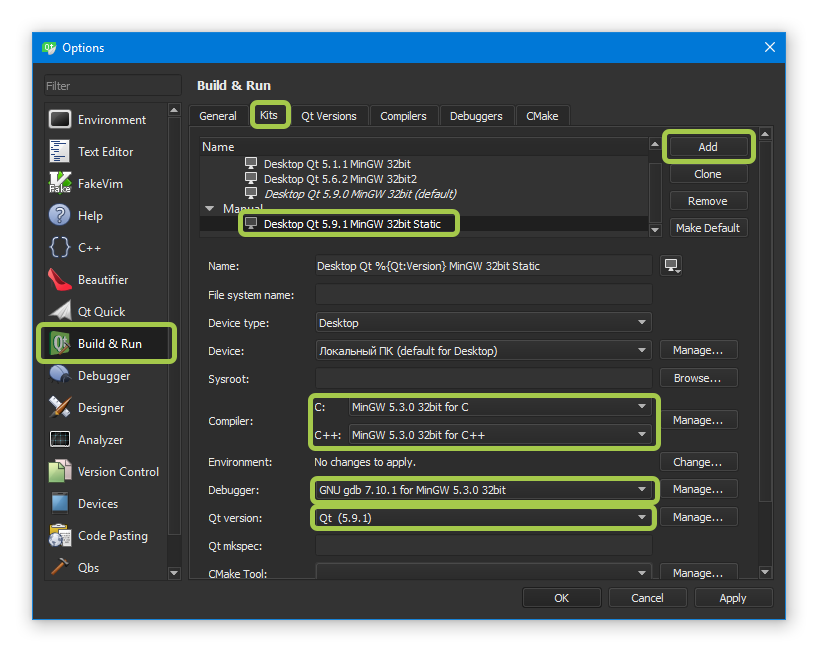 Options
Filter
Environment
Text Editor
FakeVim
Help
C++
Beautifier
Qt Quick
Build & Run
Debugger
Designer
Analyzer
Version Control
Devices
Code Pasting
Qbs
Build & Run
General Kits Qt Versions Compilers Debuggers CMake
Name
Desktop Qt 5.1.1 MinGW 32bit
Desktop Qt 5.6.2 MinGW 32bit2
Desktop Qt 5.9.0 MinGW 32bit (default)
Manual
Desktop Qt 5.9.1 MinGW 32bit Static
Add
Clone
Remove
Make Default
Name: Desktop Qt %{Qt:Version} MinGW 32bit Static
File system name:
Device type: Desktop
Device: Локальный ПК (default for Desktop) Manage...
Sysroot: Browse...
Compiler: C: MinGW 5.3.0 32bit for C
C++: MinGW 5.3.0 32bit for C++ Manage...
Environment: No changes to apply. Change...
Debugger: GNU gdb 7.10.1 for MinGW 5.3.0 32bit Manage...
Qt version: Qt (5.9.1) Manage...
Qt mkspec:
CMake Tool: Manage...
OK Cancel Apply